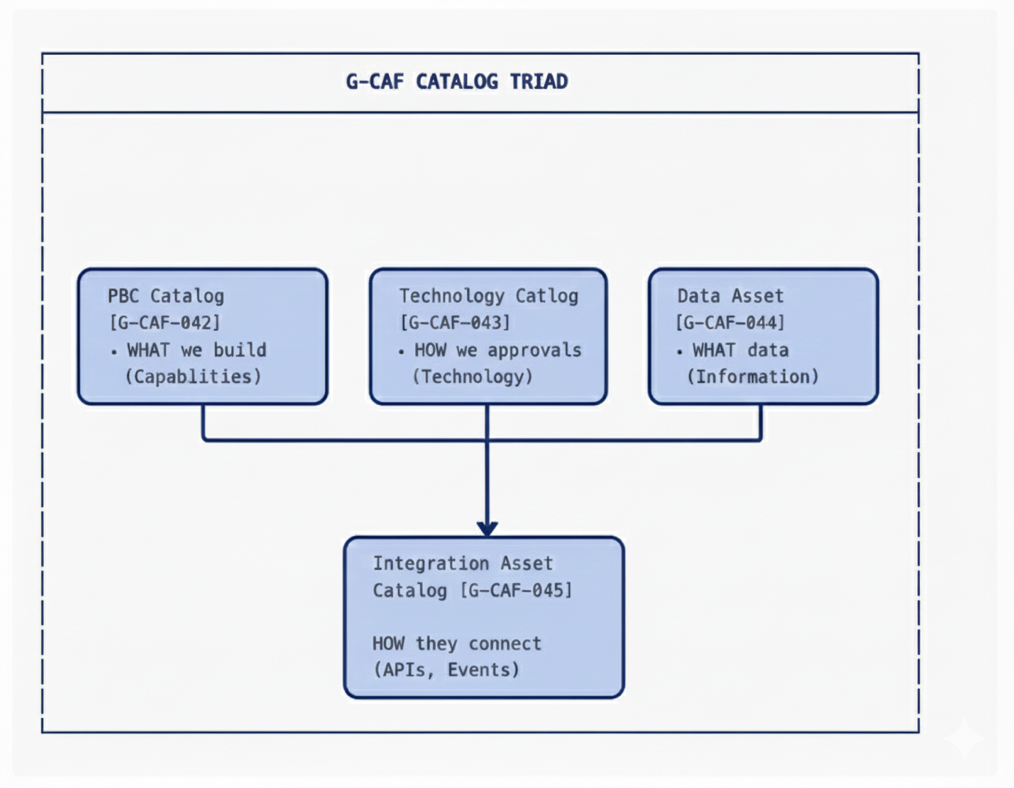 G-CAF CATALOG TRIAD
PBC Catalog
[G-CAF-042]
• WHAT we build
(Capablities)
Technology Catlog
[G-CAF-043]
• HOW we approvals
(Technology)
Data Asset
[G-CAF-044]
• WHAT data
(Information)
Integration Asset
Catalog [G-CAF-045]
HOW they connect
(APIs, Events)